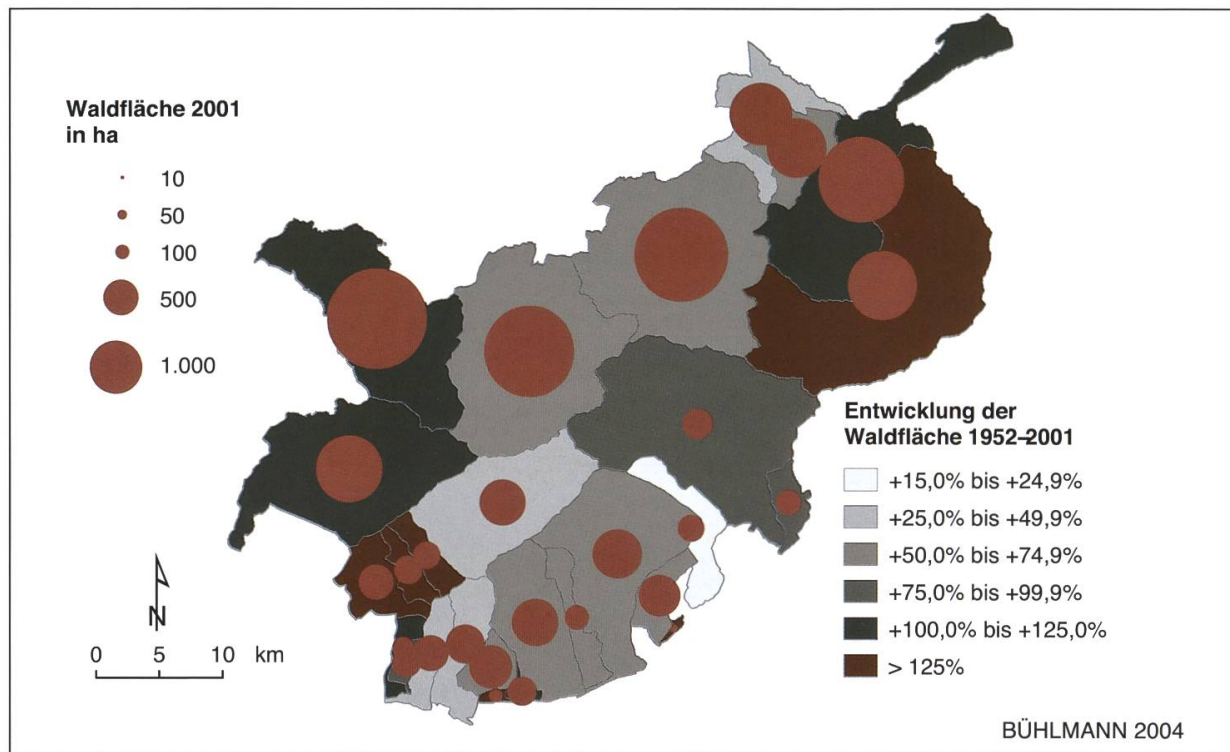 Waldfläche 2001
in ha
10
50
100
500
1.000
Entwicklung der
Waldfläche 1952–2001
+15,0% bis +24,9%
+25,0% bis +49,9%
+50,0% bis +74,9%
+75,0% bis +99,9%
+100,0% bis +125,0%
> 125%
N
0 5 10 km
BÜHLMANN 2004